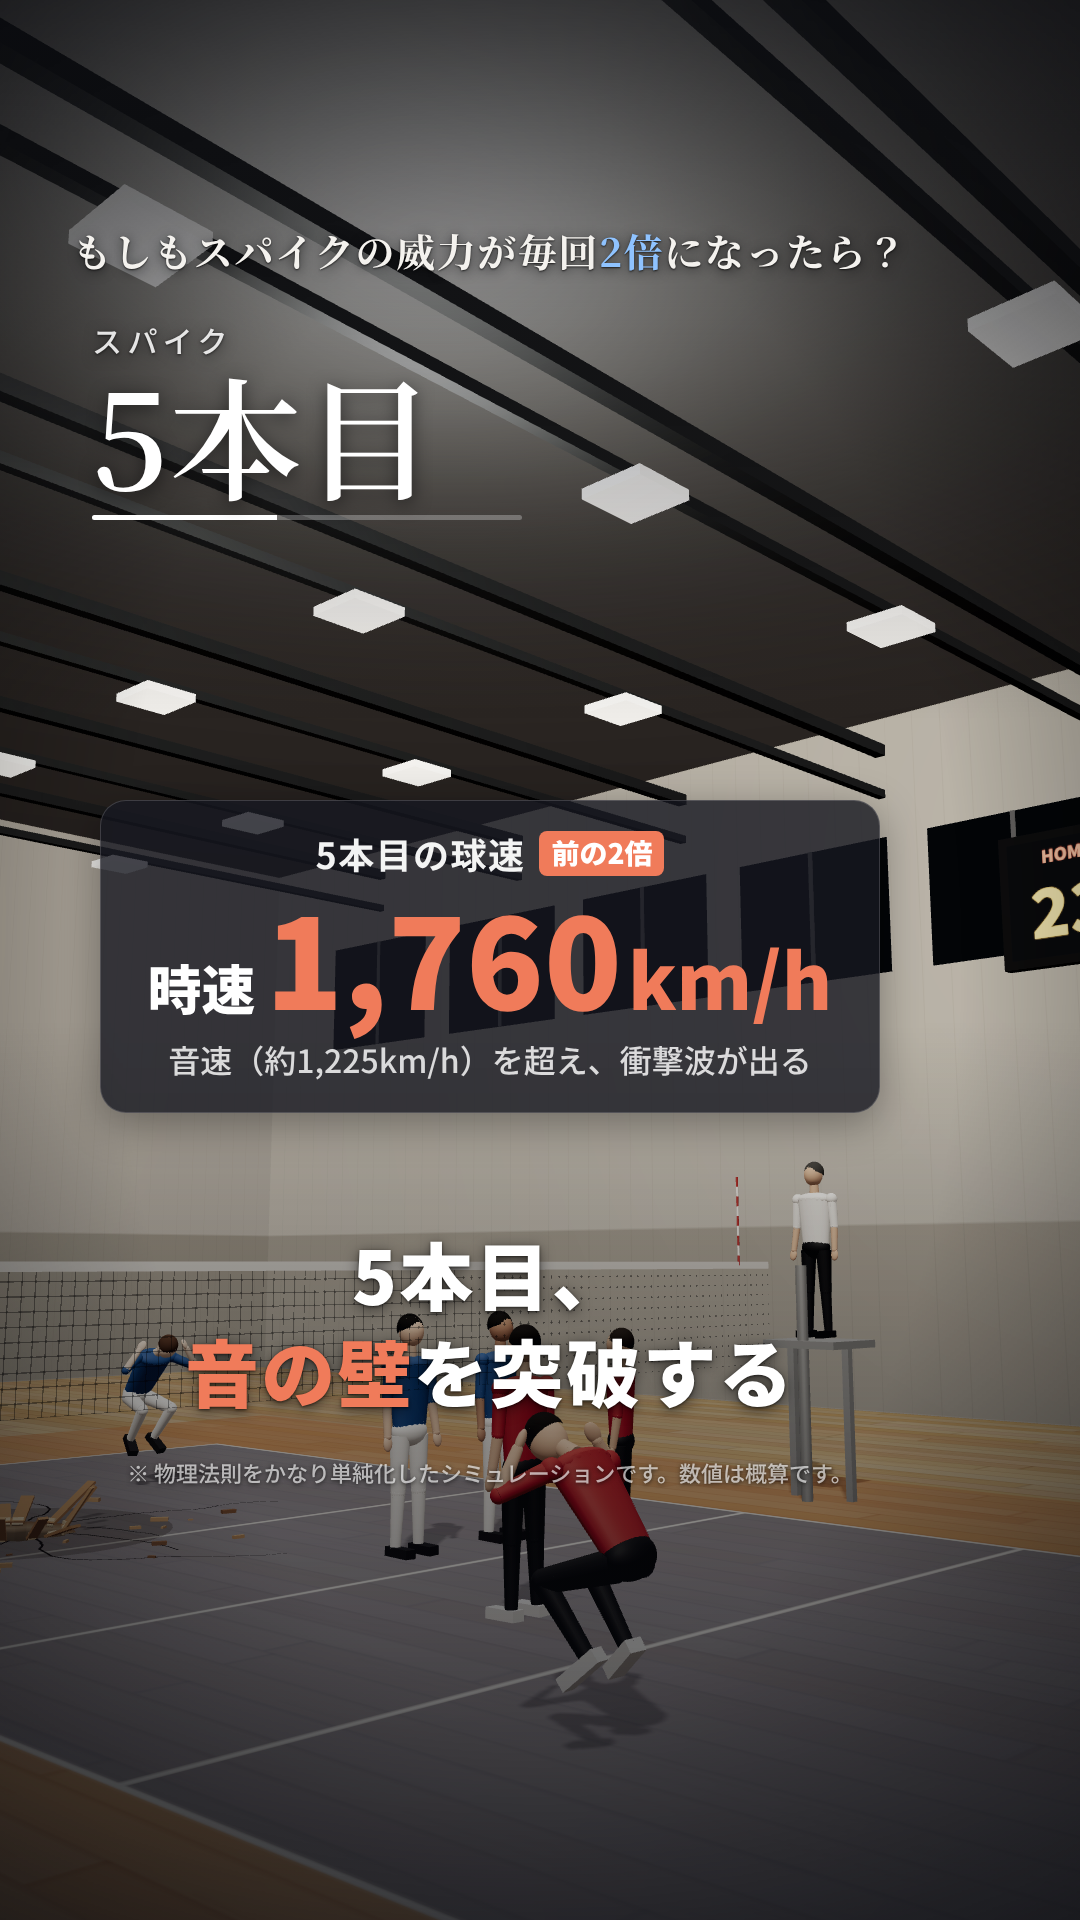 もしもスパイクの威力が毎回2倍になったら？
スパイク
5本目
5本目の球速 前の2倍
時速 1,760km/h
音速（約1,225km/h）を超え、衝撃波が出る
5本目、
音の壁を突破する
※ 物理法則をかなり単純化したシミュレーションです。数値は概算です。